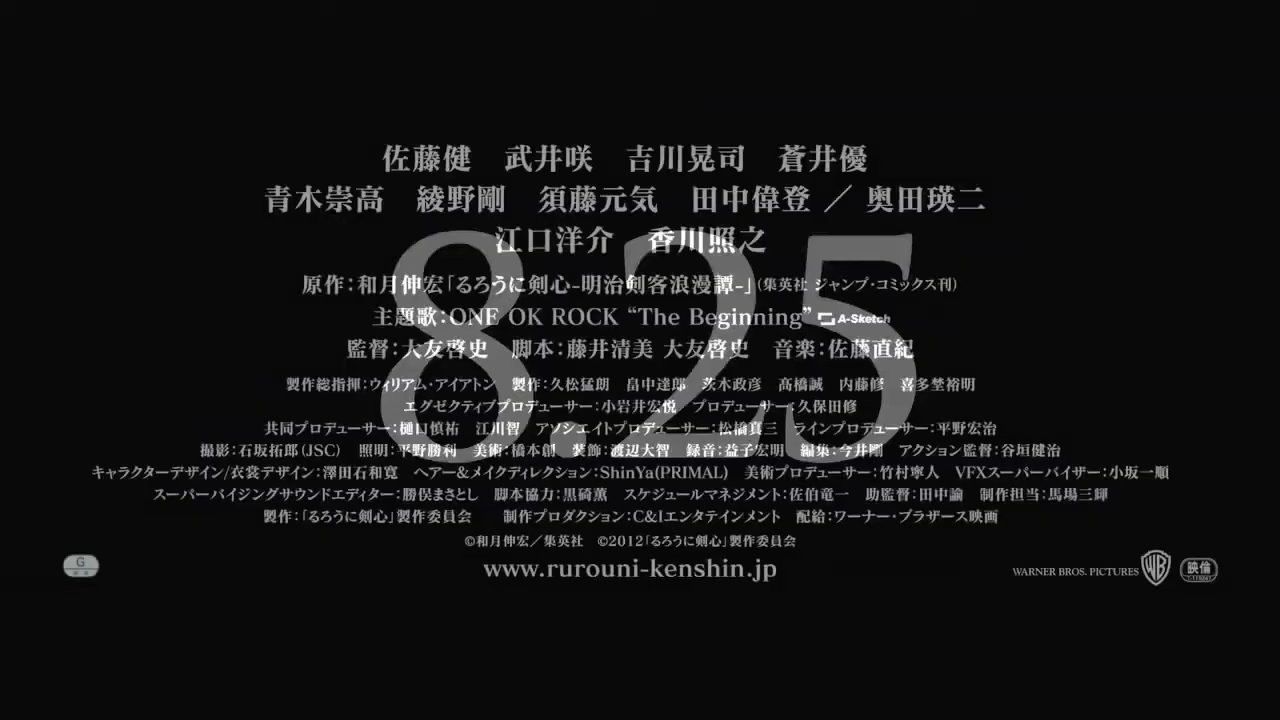 佐藤健　武井咲　吉川晃司　蒼井優
青木崇高　綾野剛　須藤元気　田中偉登 ／ 奥田瑛二
江口洋介　香川照之
8.25
原作：和月伸宏「るろうに剣心-明治剣客浪漫譚-」(集英社 ジャンプ・コミックス刊)
主題歌：ONE OK ROCK “The Beginning” A-Sketch
監督：大友啓史　脚本：藤井清美 大友啓史　音楽：佐藤直紀
製作総指揮：ウィリアム・アイアトン　製作：久松猛朗　畠中達郎　茨木政彦　髙橋誠　内藤修　喜多埜裕明
エグゼクティブプロデューサー：小岩井宏悦／プロデューサー：久保田修
共同プロデューサー：樋口慎祐　江川智　アソシエイトプロデューサー：松橋真三　ラインプロデューサー：平野宏治
撮影：石坂拓郎(JSC)　照明：平野勝利　美術：橋本創　装飾：渡辺大智　録音：益子宏明　編集：今井剛　アクション監督：谷垣健治
キャラクターデザイン/衣裳デザイン：澤田石和寛　ヘアー&メイクディレクション：ShinYa(PRIMAL)　美術プロデューサー：竹村寧人　VFXスーパーバイザー：小坂一順
スーパーバイジングサウンドエディター：勝俣まさとし　脚本協力：黒碕薫　スケジュールマネジメント：佐伯竜一　助監督：田中諭　制作担当：馬場三輝
製作：「るろうに剣心」製作委員会　　制作プロダクション：C&Iエンタテインメント　配給：ワーナー・ブラザース映画
©和月伸宏／集英社　©2012「るろうに剣心」製作委員会
G
www.rurouni-kenshin.jp
WARNER BROS. PICTURES WB 映倫